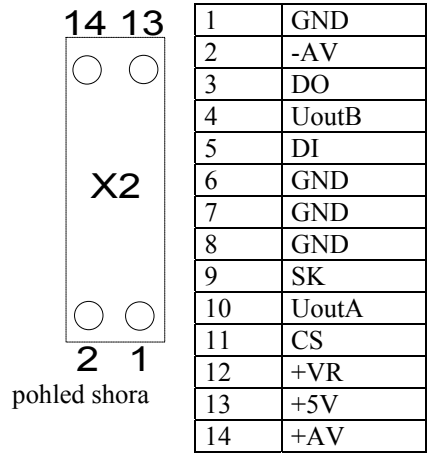 14 13
X2
2 1
pohled shora
1 GND
2 -AV
3 DO
4 UoutB
5 DI
6 GND
7 GND
8 GND
9 SK
10 UoutA
11 CS
12 +VR
13 +5V
14 +AV